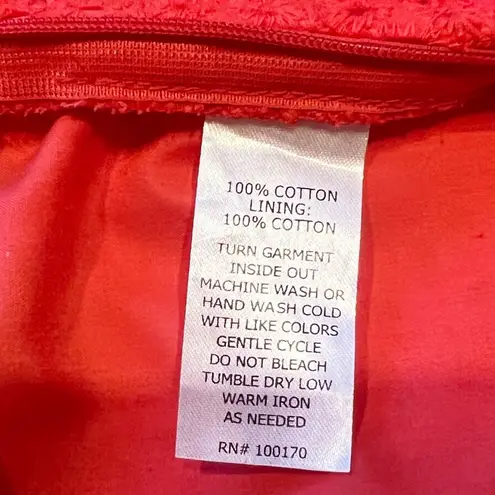 100% COTTON
LINING:
100% COTTON
TURN GARMENT
INSIDE OUT
MACHINE WASH OR
HAND WASH COLD
WITH LIKE COLORS
GENTLE CYCLE
DO NOT BLEACH
TUMBLE DRY LOW
WARM IRON
AS NEEDED
RN# 100170